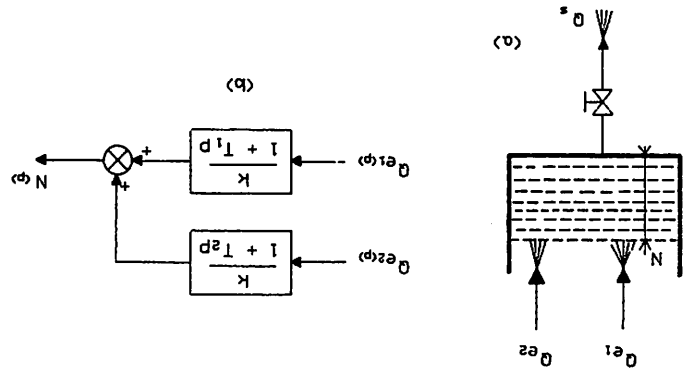 Qe1 Qe2
N
Qs
(a)
Qe2(p)
k
1 + T2p
+
Qe1(p)
k
1 + T1p
+
N(p)
(b)